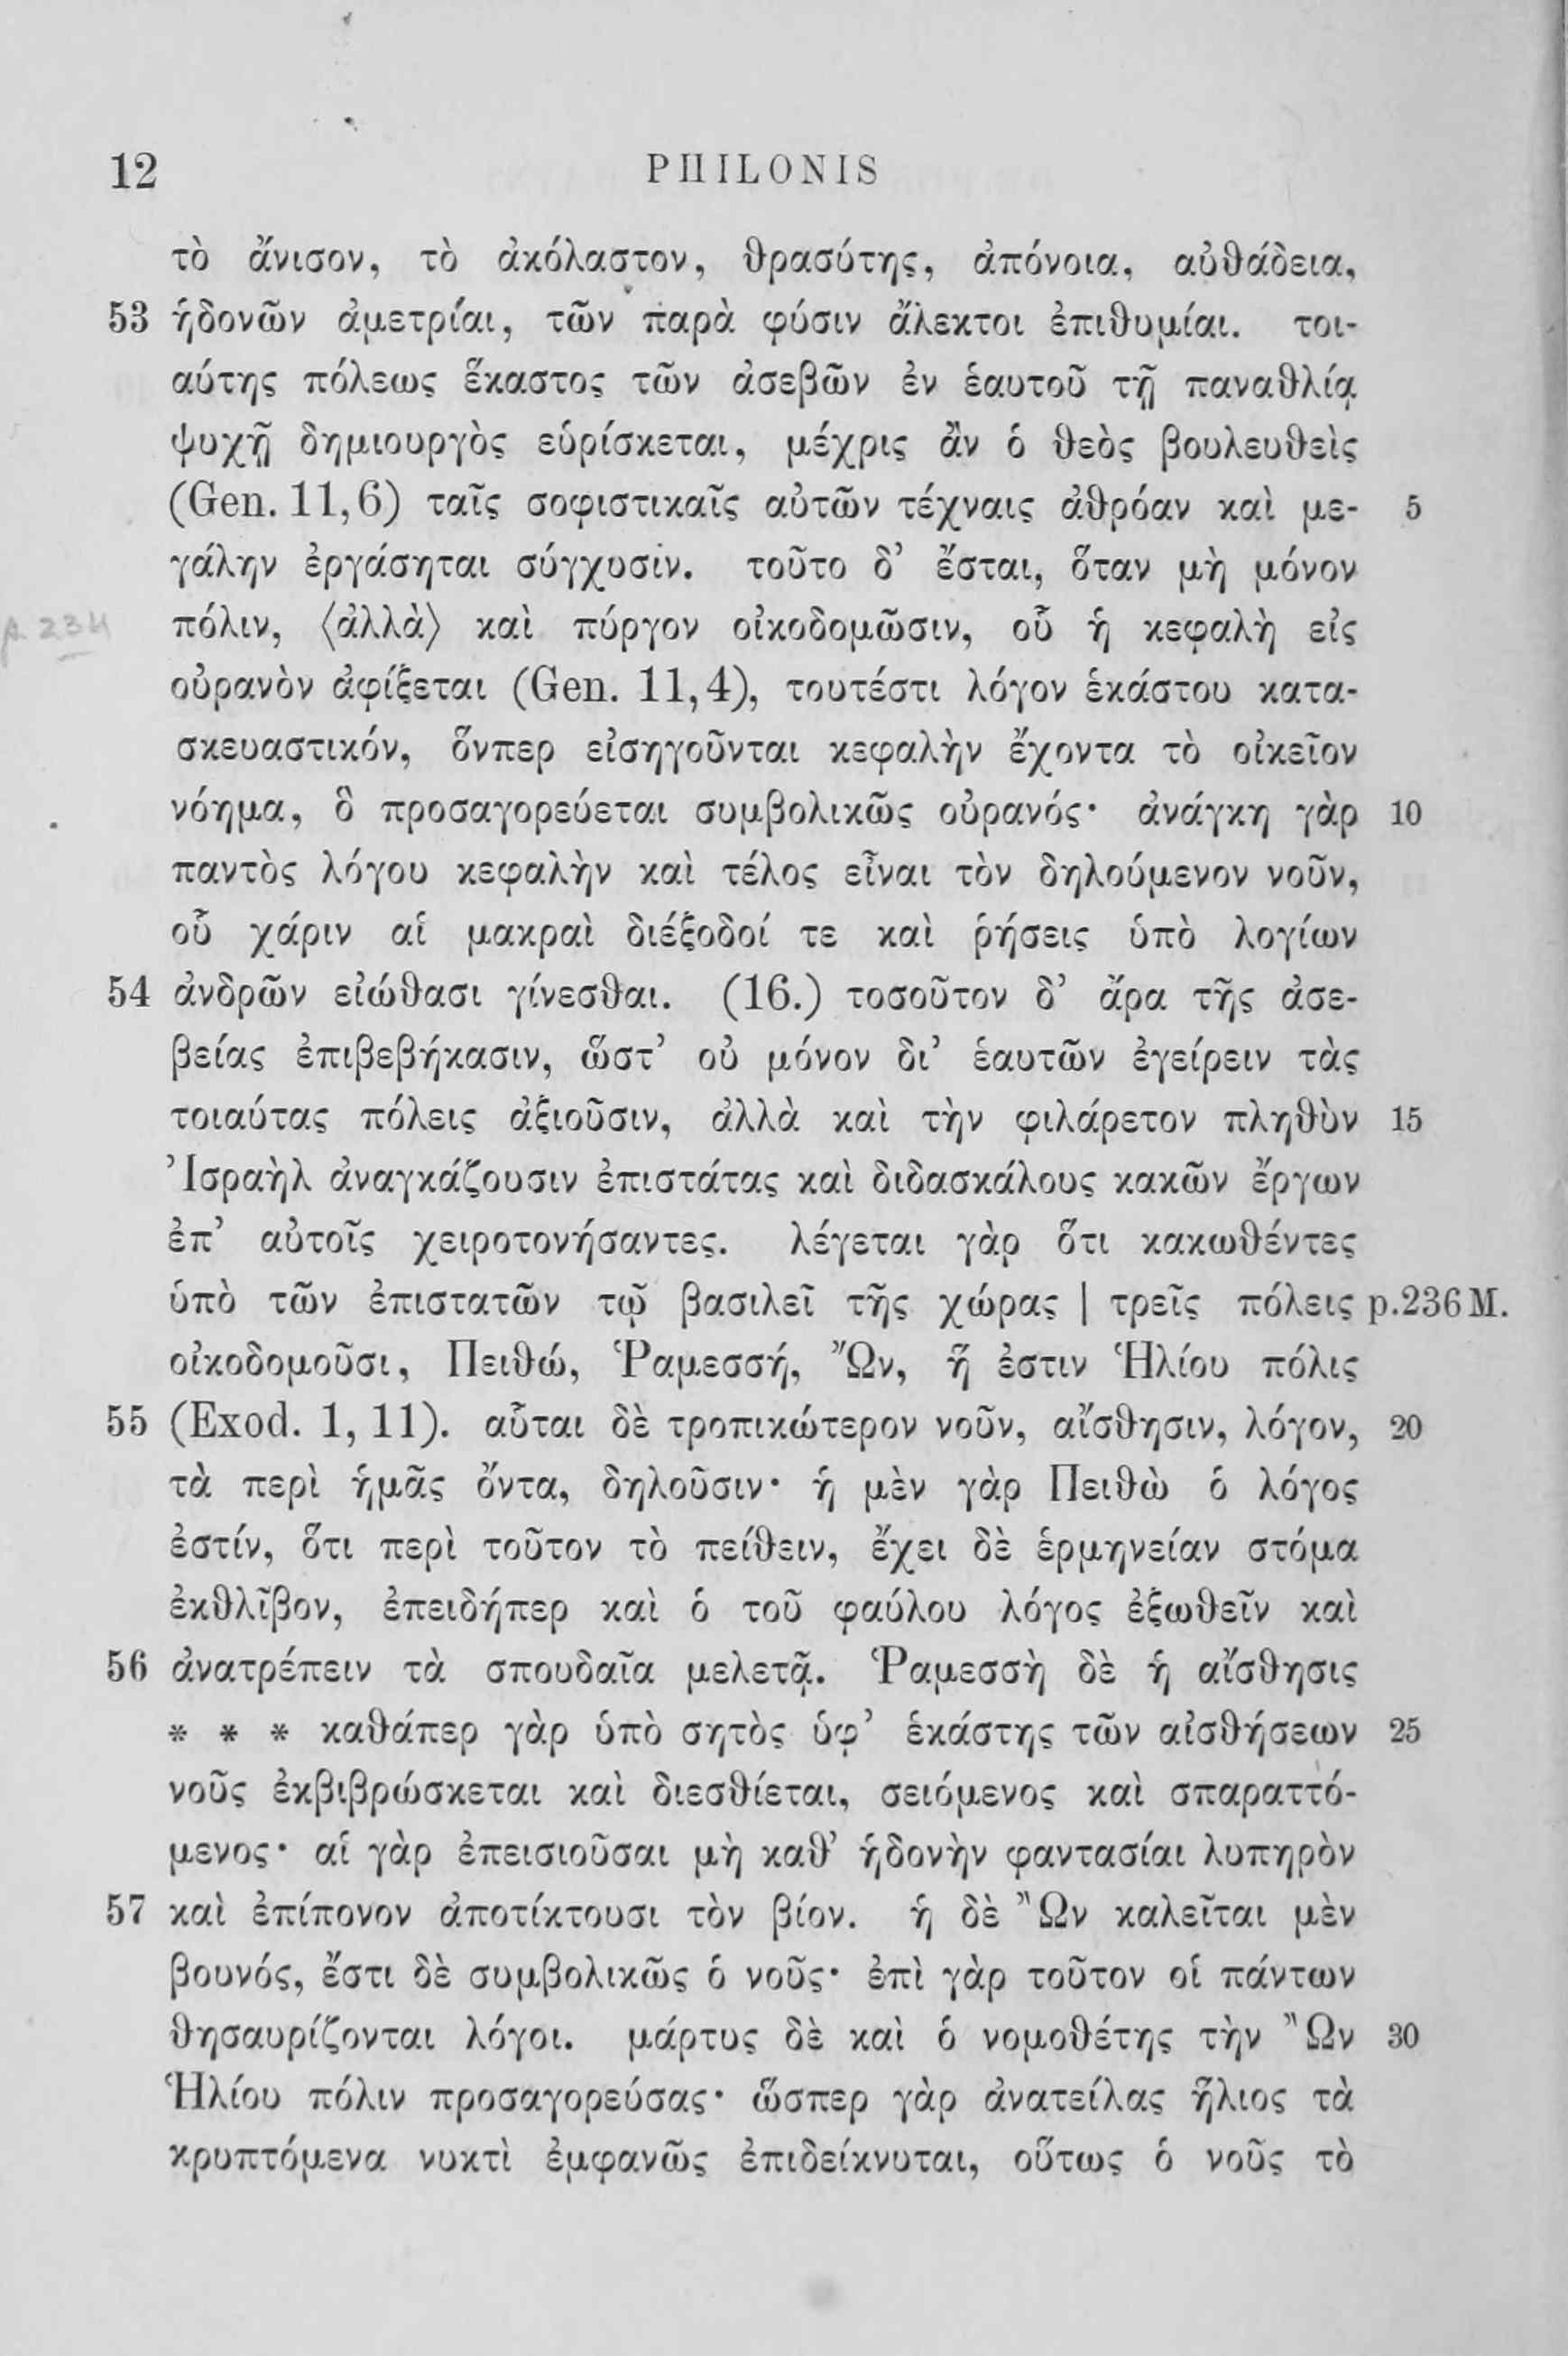 12 PHILONIS
τὸ ἄνισον, τὸ ἀκόλαστον, θρασύτης, ἀπόνοια, αὐθάδεια,
53 ἡδονῶν ἀμετρίαι, τῶν παρὰ φύσιν ἄλεκτοι ἐπιθυμίαι. τοι-
αύτης πόλεως ἕκαστος τῶν ἀσεβῶν ἐν ἑαυτοῦ τῇ παναθλίᾳ
ψυχῇ δημιουργὸς εὑρίσκεται, μέχρις ἂν ὁ θεὸς βουλευθεὶς
(Gen. 11,6) ταῖς σοφιστικαῖς αὐτῶν τέχναις ἀθρόαν καὶ με- 5
γάλην ἐργάσηται σύγχυσιν. τοῦτο δ’ ἔσται, ὅταν μὴ μόνον
p. 234 πόλιν, ⟨ἀλλὰ⟩ καὶ πύργον οἰκοδομῶσιν, οὗ ἡ κεφαλὴ εἰς
οὐρανὸν ἀφίξεται (Gen. 11,4), τουτέστι λόγον ἑκάστου κατα-
σκευαστικόν, ὅνπερ εἰσηγοῦνται κεφαλὴν ἔχοντα τὸ οἰκεῖον
νόημα, ὃ προσαγορεύεται συμβολικῶς οὐρανός· ἀνάγκη γὰρ 10
παντὸς λόγου κεφαλὴν καὶ τέλος εἶναι τὸν δηλούμενον νοῦν,
οὗ χάριν αἱ μακραὶ διέξοδοί τε καὶ ῥήσεις ὑπὸ λογίων
54 ἀνδρῶν εἰώθασι γίνεσθαι. (16.) τοσοῦτον δ’ ἄρα τῆς ἀσε-
βείας ἐπιβεβήκασιν, ὥστ’ οὐ μόνον δι’ ἑαυτῶν ἐγείρειν τὰς
τοιαύτας πόλεις ἀξιοῦσιν, ἀλλὰ καὶ τὴν φιλάρετον πληθὺν 15
Ἰσραὴλ ἀναγκάζουσιν ἐπιστάτας καὶ διδασκάλους κακῶν ἔργων
ἐπ’ αὐτοῖς χειροτονήσαντες. λέγεται γὰρ ὅτι κακωθέντες
ὑπὸ τῶν ἐπιστατῶν τῷ βασιλεῖ τῆς χώρας | τρεῖς πόλεις p.236 M.
οἰκοδομοῦσι, Πειθώ, Ῥαμεσσή, Ὤν, ἥ ἐστιν Ἡλίου πόλις
55 (Exod. 1, 11). αὗται δὲ τροπικώτερον νοῦν, αἴσθησιν, λόγον, 20
τὰ περὶ ἡμᾶς ὄντα, δηλοῦσιν· ἡ μὲν γὰρ Πειθὼ ὁ λόγος
ἐστίν, ὅτι περὶ τοῦτον τὸ πείθειν, ἔχει δὲ ἑρμηνείαν στόμα
ἐκθλῖβον, ἐπειδήπερ καὶ ὁ τοῦ φαύλου λόγος ἐξωθεῖν καὶ
56 ἀνατρέπειν τὰ σπουδαῖα μελετᾷ. Ῥαμεσσὴ δὲ ἡ αἴσθησις
* * * καθάπερ γὰρ ὑπὸ σητὸς ὑφ’ ἑκάστης τῶν αἰσθήσεων 25
νοῦς ἐκβιβρώσκεται καὶ διεσθίεται, σειόμενος καὶ σπαραττό-
μενος· αἱ γὰρ ἐπεισιοῦσαι μὴ καθ’ ἡδονὴν φαντασίαι λυπηρὸν
57 καὶ ἐπίπονον ἀποτίκτουσι τὸν βίον. ἡ δὲ Ὢν καλεῖται μὲν
βουνός, ἔστι δὲ συμβολικῶς ὁ νοῦς· ἐπὶ γὰρ τοῦτον οἱ πάντων
θησαυρίζονται λόγοι. μάρτυς δὲ καὶ ὁ νομοθέτης τὴν Ὢν 30
Ἡλίου πόλιν προσαγορεύσας· ὥσπερ γὰρ ἀνατείλας ἥλιος τὰ
κρυπτόμενα νυκτὶ ἐμφανῶς ἐπιδείκνυται, οὕτως ὁ νοῦς τὸ